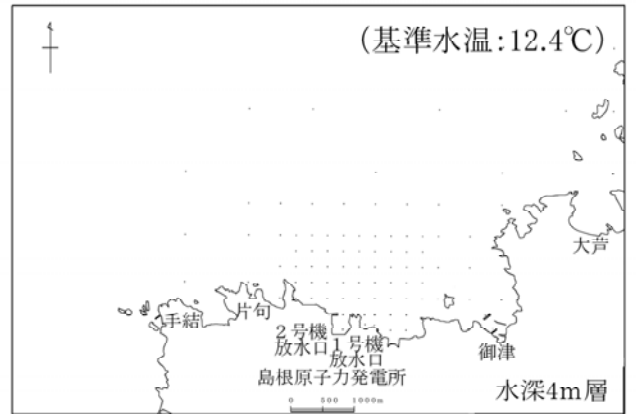 (基準水温:12.4℃)
大芦
手結
片句
2号機
放水口
1号機
放水口
御津
島根原子力発電所
0 500 1000m
水深4m層